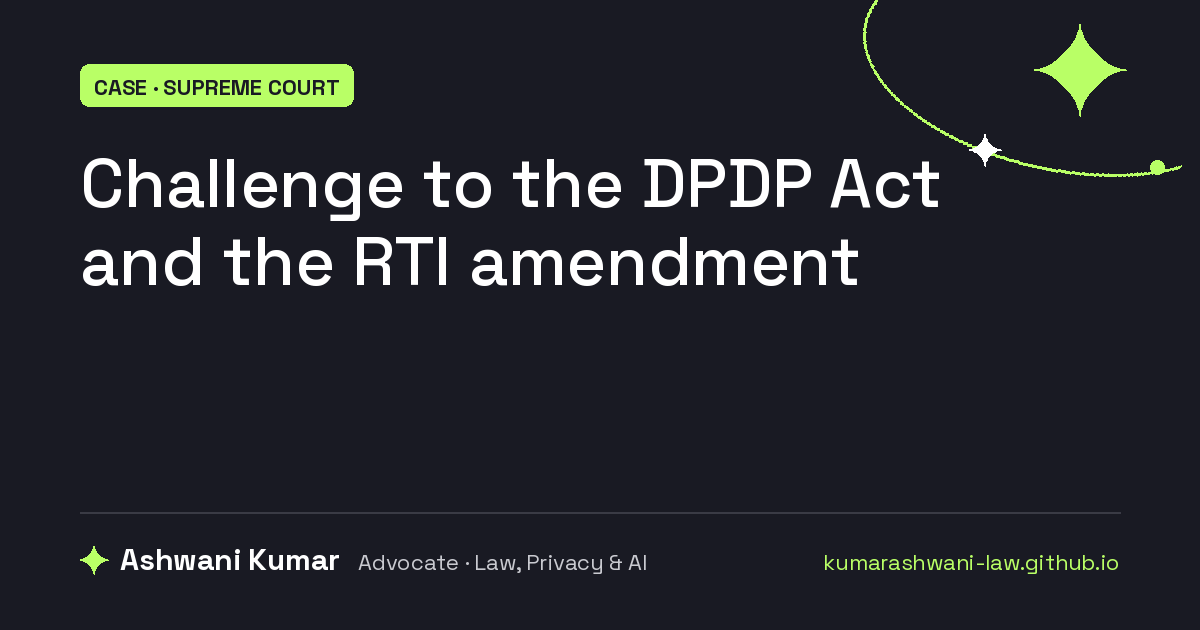 CASE · SUPREME COURT
Challenge to the DPDP Act
and the RTI amendment
Ashwani Kumar Advocate · Law, Privacy & AI kumarashwani-law.github.io